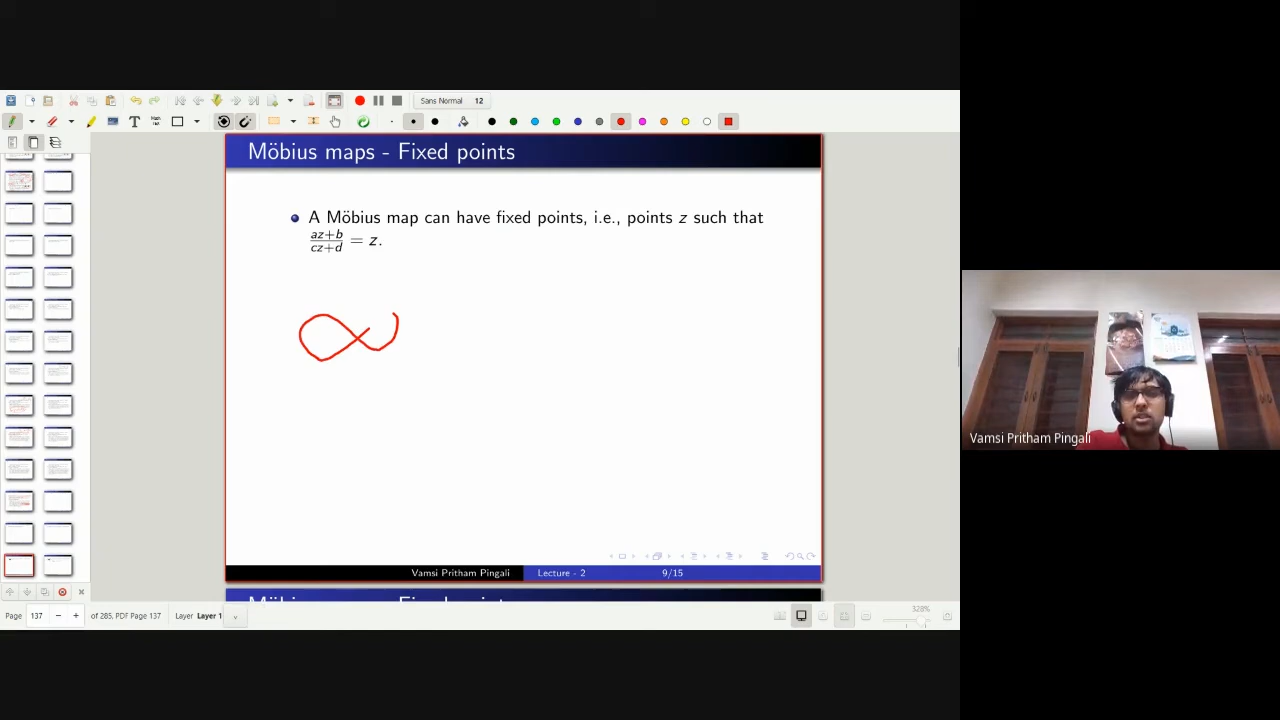 Sans Normal 12
Möbius maps - Fixed points
A Möbius map can have fixed points, i.e., points z such that
az+b
cz+d = z.
∞
Vamsi Pritham Pingali Lecture - 2 9/15
Page 137 of 285, PDF Page 137 Layer Layer 1 328%
Vamsi Pritham Pingali